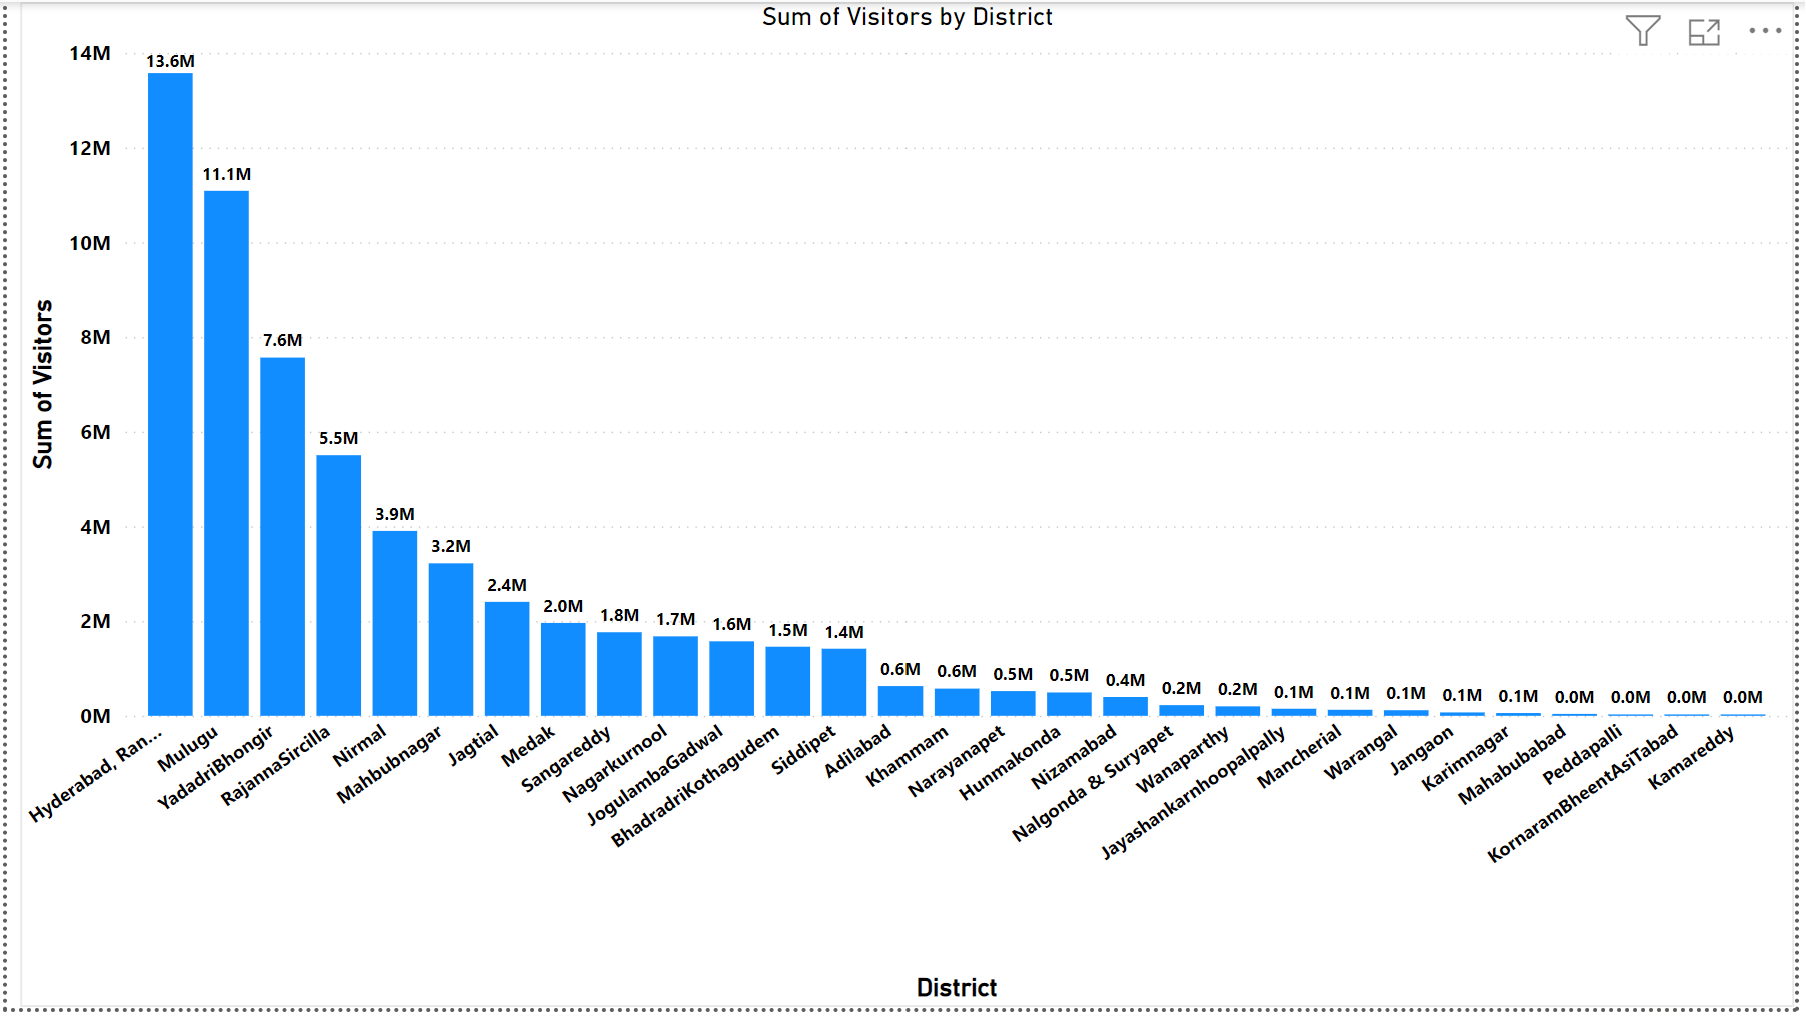 Sum of Visitors by District
Sum of Visitors
14M
12M
10M
8M
6M
4M
2M
0M
13.6M
11.1M
7.6M
5.5M
3.9M
3.2M
2.4M
2.0M
1.8M
1.7M
1.6M
1.5M
1.4M
0.6M
0.6M
0.5M
0.5M
0.4M
0.2M
0.2M
0.1M
0.1M
0.1M
0.1M
0.1M
0.0M
0.0M
0.0M
0.0M
Hyderabad, Ran...
Mulugu
YadadriBhongir
RajannaSircilla
Nirmal
Mahbubnagar
Jagtial
Medak
Sangareddy
Nagarkurnool
JogulambaGadwal
BhadradriKothagudem
Siddipet
Adilabad
Khammam
Narayanapet
Hunmakonda
Nizamabad
Nalgonda & Suryapet
Wanaparthy
Jayashankarnhoopalpally
Mancherial
Warangal
Jangaon
Karimnagar
Mahabubabad
Peddapalli
KornaramBheentAsiTabad
Kamareddy
District